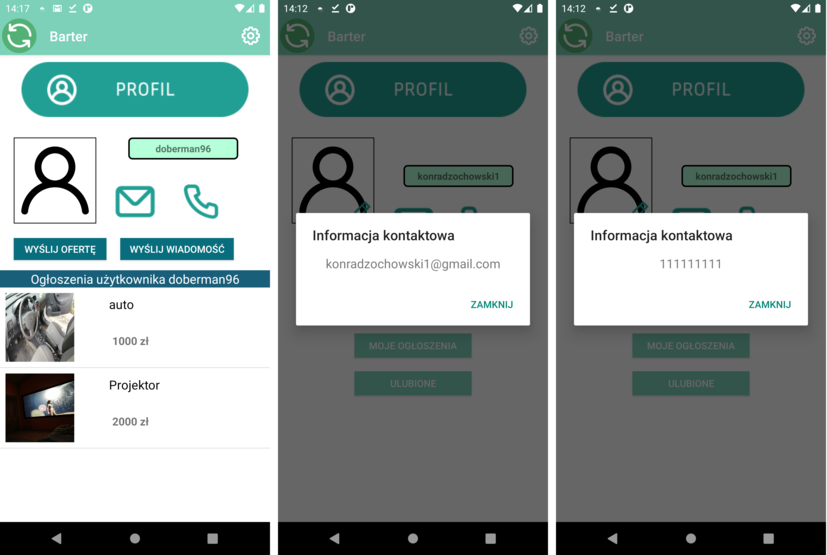 14:17
Barter
PROFIL
doberman96
WYŚLIJ OFERTĘ
WYŚLIJ WIADOMOŚĆ
Ogłoszenia użytkownika doberman96
auto
1000 zł
Projektor
2000 zł
14:12
Barter
PROFIL
konradzochowski1
Informacja kontaktowa
konradzochowski1@gmail.com
ZAMKNIJ
MOJE OGŁOSZENIA
ULUBIONE
14:12
Barter
PROFIL
konradzochowski1
Informacja kontaktowa
111111111
ZAMKNIJ
MOJE OGŁOSZENIA
ULUBIONE